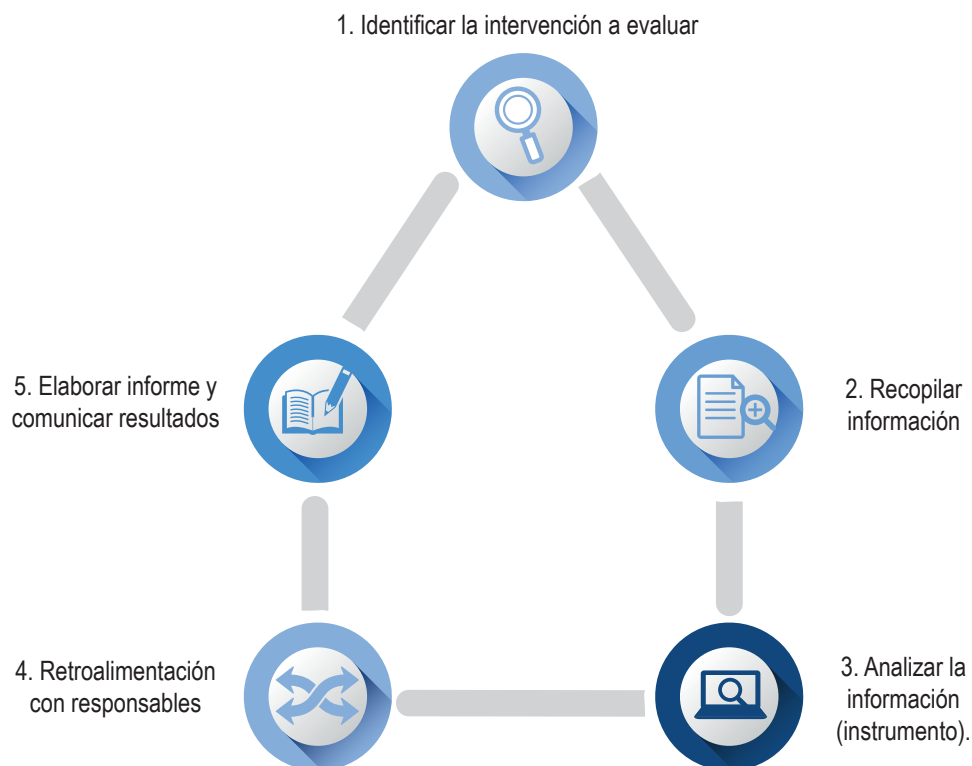 1. Identificar la intervención a evaluar
2. Recopilar
información
3. Analizar la
información
(instrumento).
4. Retroalimentación
con responsables
5. Elaborar informe y
comunicar resultados